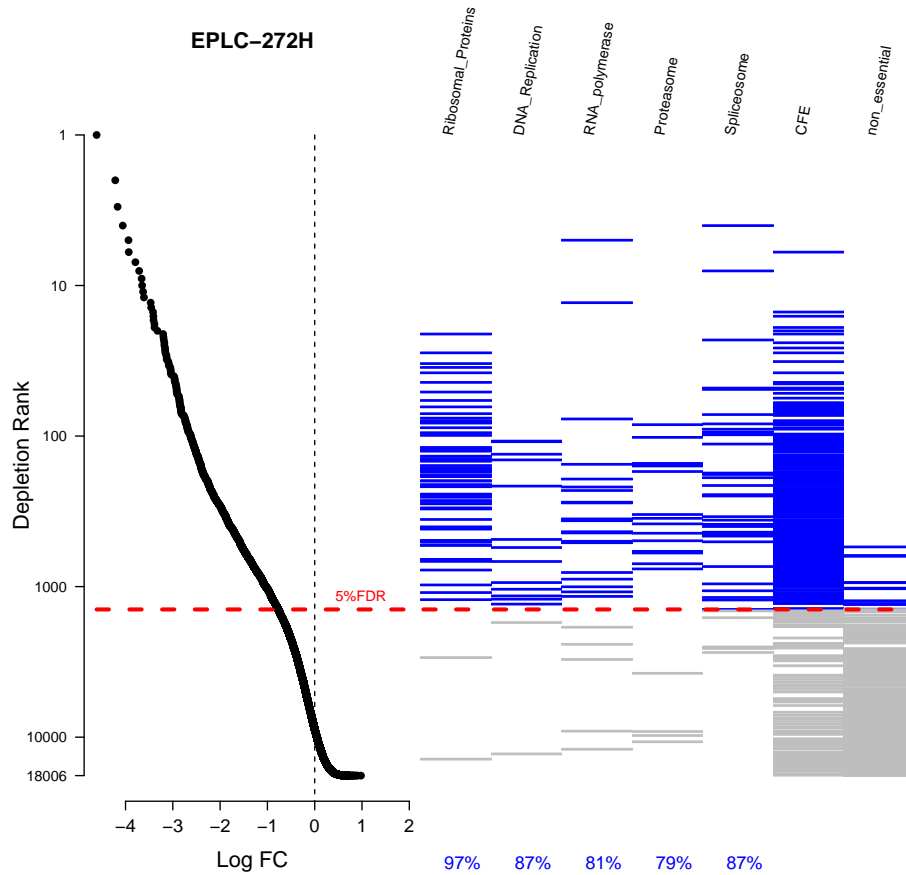 EPLC−272H
Ribosomal_Proteins
DNA_Replication
RNA_polymerase
Proteasome
Spliceosome
CFE
non_essential
Depletion Rank
1
10
100
1000
10000
18006
5%FDR
−4 −3 −2 −1 0 1 2
Log FC
97% 87% 81% 79% 87%